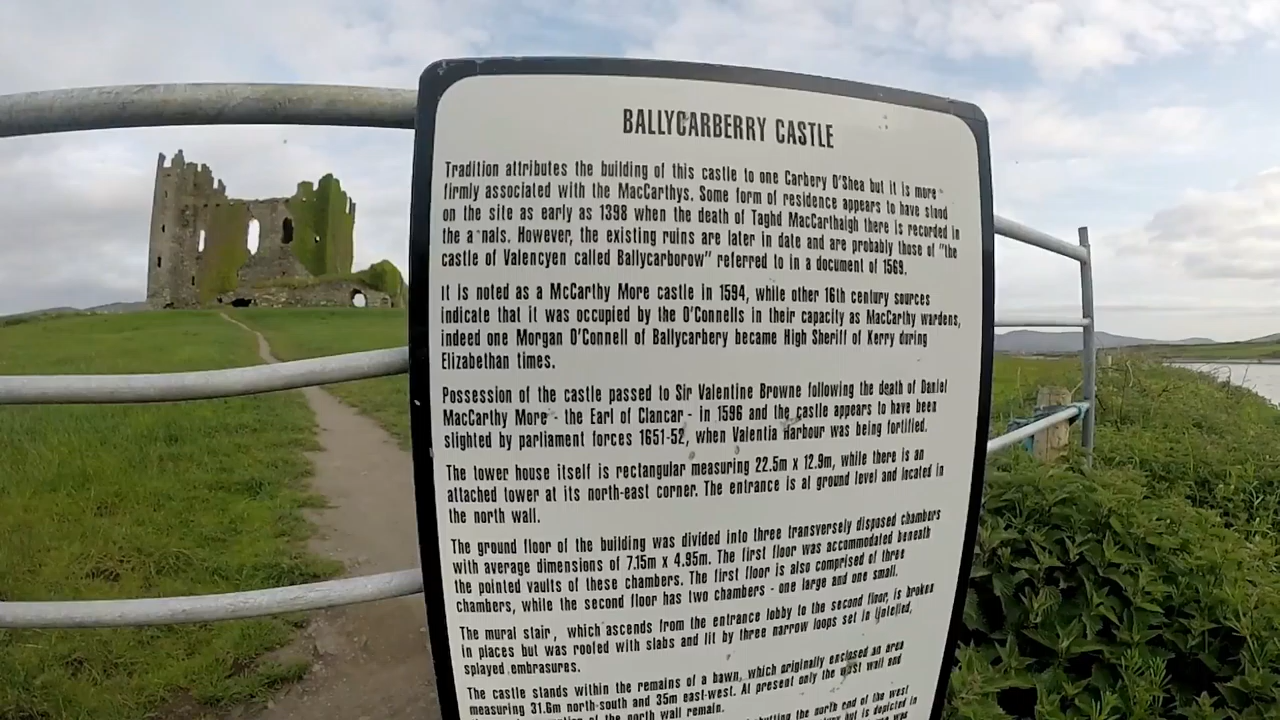 BALLYCARBERRY CASTLE
Tradition attributes the building of this castle to one Carbery O'Shea but it is more
firmly associated with the MacCarthys. Some form of residence appears to have stood
on the site as early as 1398 when the death of Taghd MacCarthaigh there is recorded in
the a nals. However, the existing ruins are later in date and are probably those of "the
castle of Valencyen called Ballycarborow" referred to in a document of 1569.
It is noted as a McCarthy More castle in 1594, while other 16th century sources
indicate that it was occupied by the O'Connells in their capacity as MacCarthy wardens,
indeed one Morgan O'Connell of Ballycarbery became High Sheriff of Kerry during
Elizabethan times.
Possession of the castle passed to Sir Valentine Browne following the death of Daniel
MacCarthy More - the Earl of Clancar - in 1596 and the castle appears to have been
slighted by parliament forces 1651-52, when Valentia Harbour was being fortified.
The tower house itself is rectangular measuring 22.5m x 12.9m, while there is an
attached tower at its north-east corner. The entrance is at ground level and located in
the north wall.
The ground floor of the building was divided into three transversely disposed chambers
with average dimensions of 7.15m x 4.95m. The first floor was accommodated beneath
the pointed vaults of these chambers. The first floor is also comprised of three
chambers, while the second floor has two chambers - one large and one small.
The mural stair, which ascends from the entrance lobby to the second floor, is broken
in places but was roofed with slabs and lit by three narrow loops set in lintelled,
splayed embrasures.
The castle stands within the remains of a bawn, which originally enclosed an area
measuring 31.6m north-south and 35m east-west. At present only the west wall and
of the north wall remain.
the north end of the west
but is depicted in